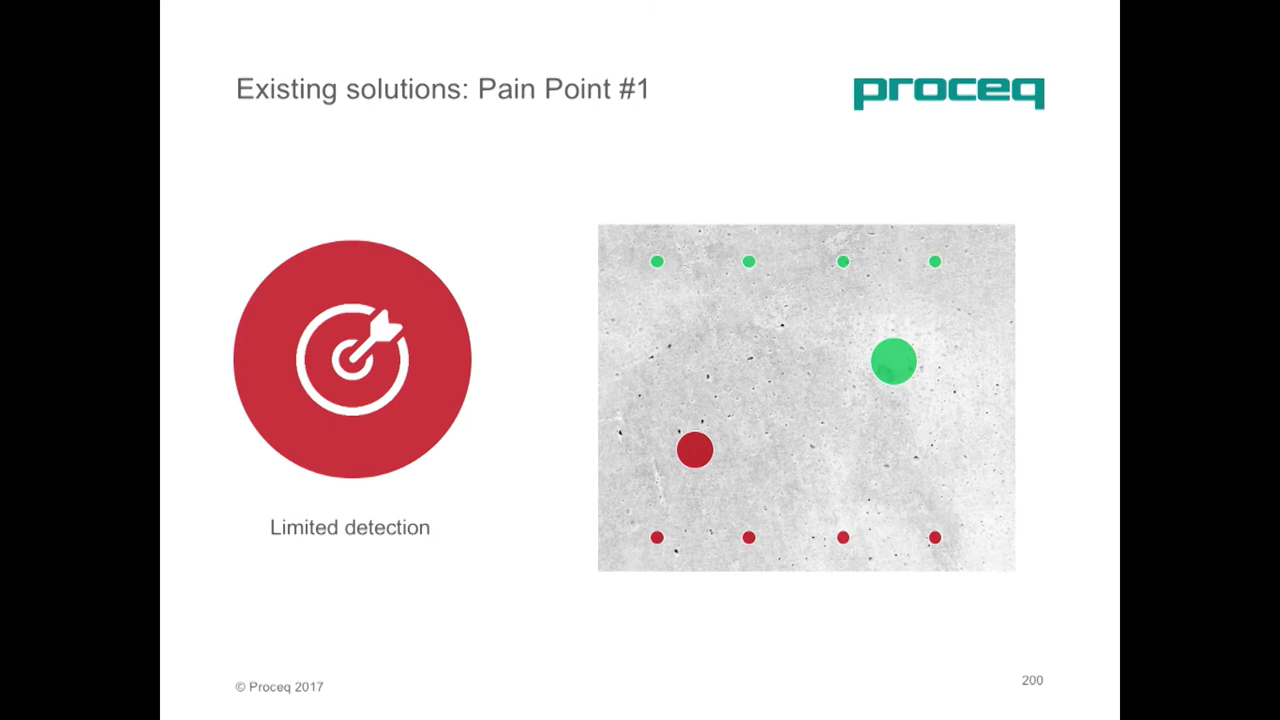 Existing solutions: Pain Point #1
proceq
Limited detection
© Proceq 2017
200